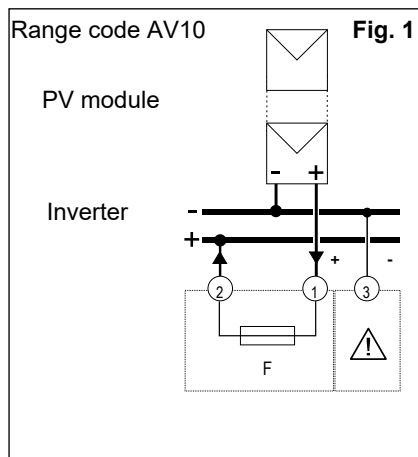 Range code AV10 Fig. 1
PV module
- +
Inverter
-
+
+ -
2 1 3
F